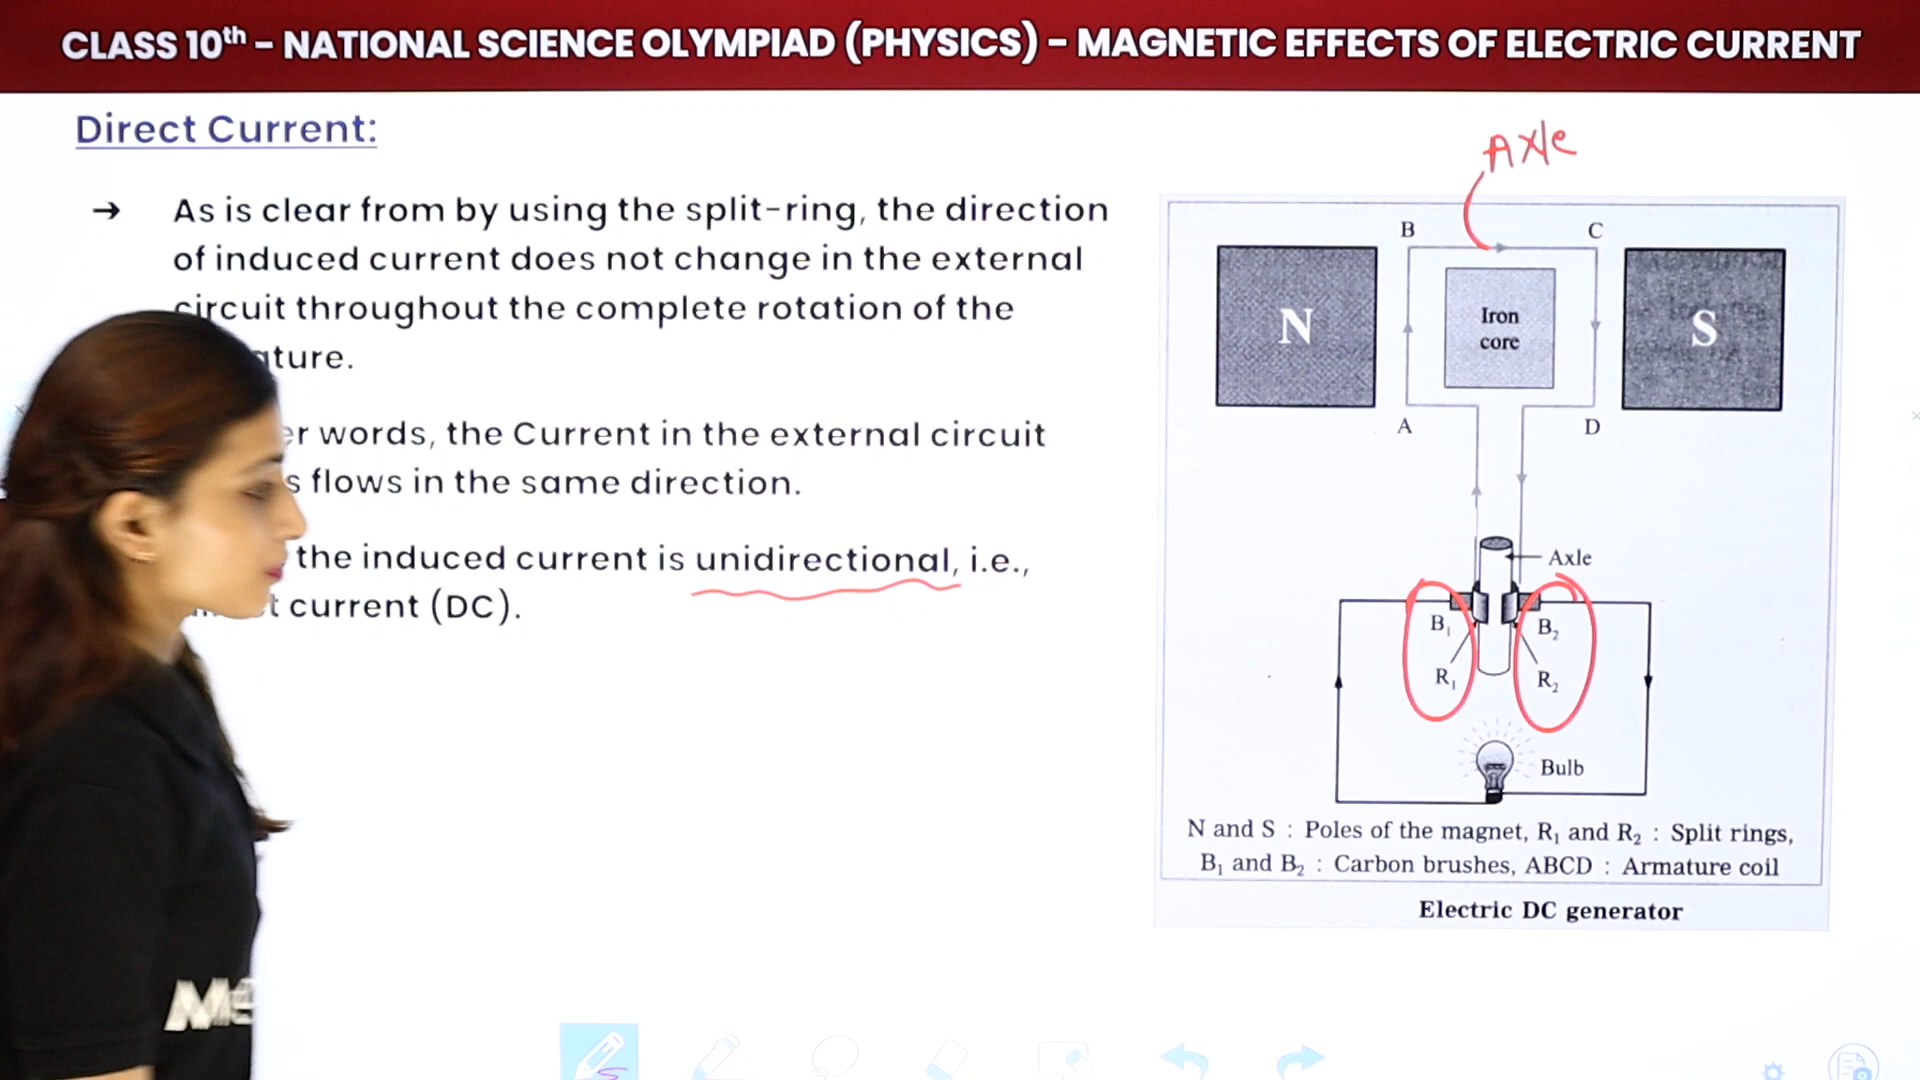 CLASS 10th – NATIONAL SCIENCE OLYMPIAD (PHYSICS) – MAGNETIC EFFECTS OF ELECTRIC CURRENT
Direct Current:
→ As is clear from by using the split-ring, the direction
of induced current does not change in the external
circuit throughout the complete rotation of the
ture.
er words, the Current in the external circuit
s flows in the same direction.
the induced current is unidirectional, i.e.,
t current (DC).
Axle
B C
N
Iron
core
S
A D
Axle
B₁ B₂
R₁ R₂
Bulb
N and S : Poles of the magnet, R₁ and R₂ : Split rings,
B₁ and B₂ : Carbon brushes, ABCD : Armature coil
Electric DC generator